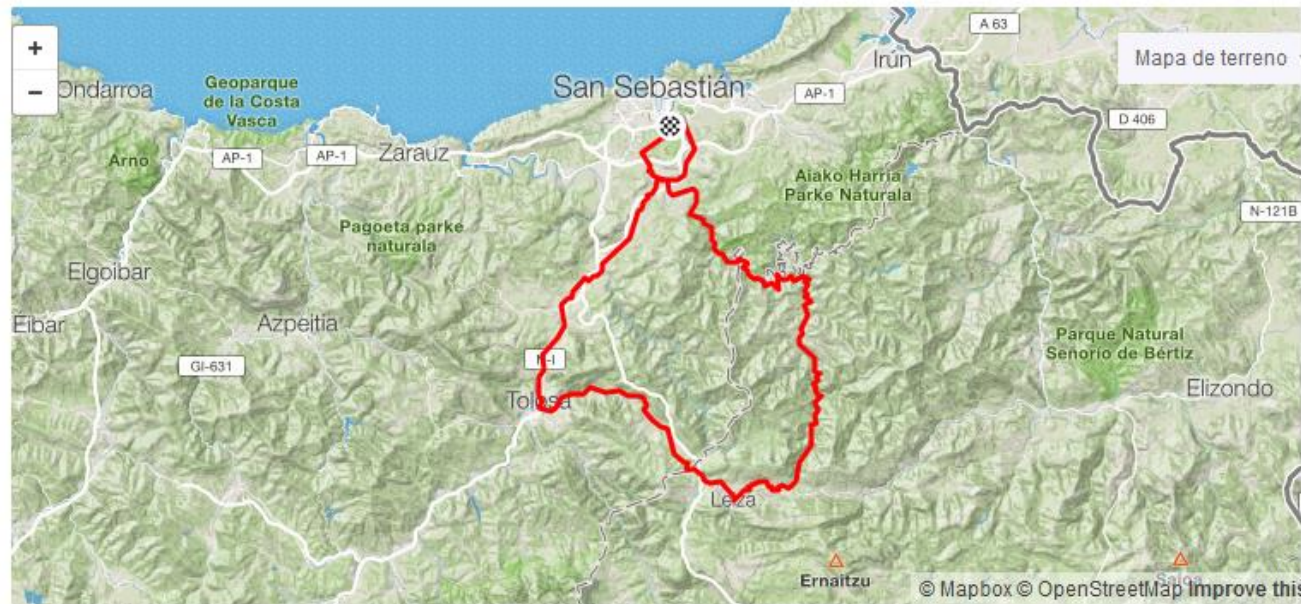 +
−
Ondarroa
Geoparque
de la Costa
Vasca
San Sebastián
Irún
A 63
Mapa de terreno
AP-1
D 406
Arno
AP-1
AP-1
Zarauz
Aiako Harria
Parke Naturala
N-121B
Pagoeta parke
naturala
Elgoibar
Eibar
Azpeitia
GI-631
N-I
Parque Natural
Señorio de Bértiz
Elizondo
Tolosa
Leiza
Ernaitzu
© Mapbox © OpenStreetMap Improve this